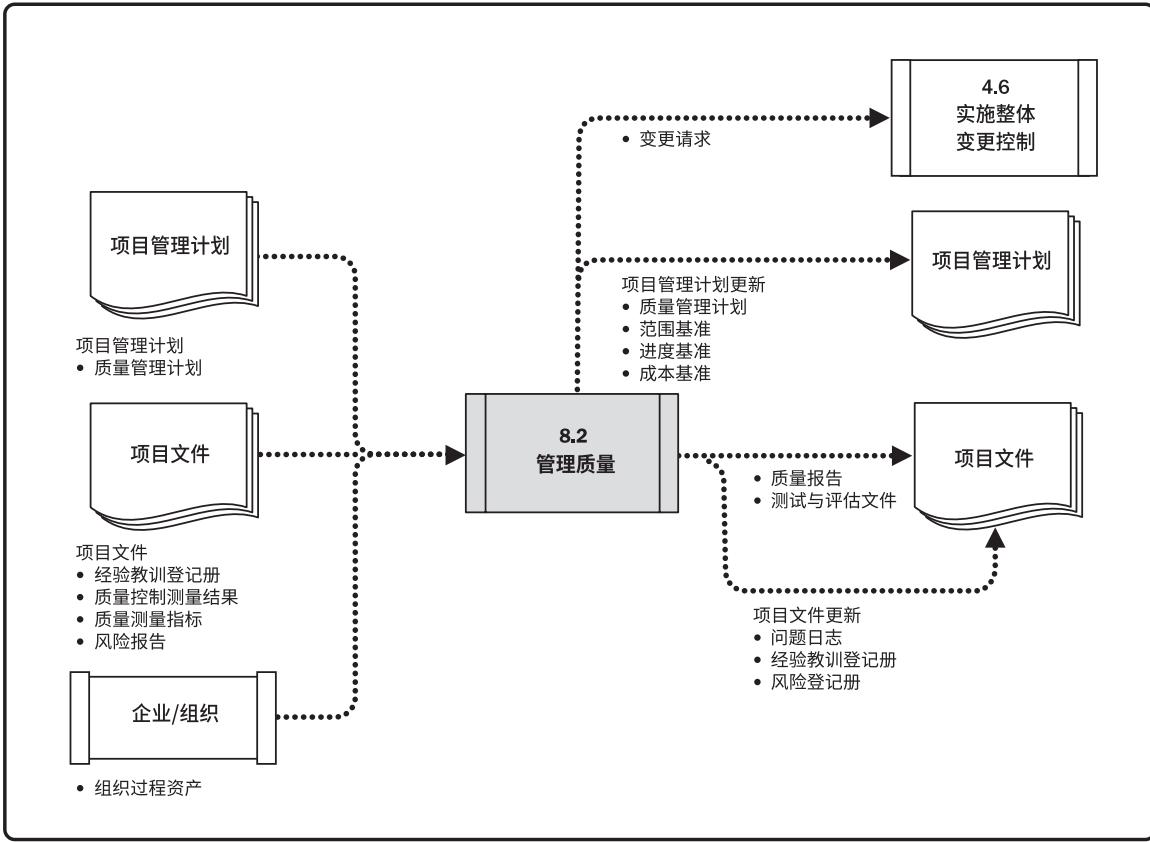 4.6
实施整体
变更控制
• 变更请求
项目管理计划
项目管理计划
项目管理计划更新
• 质量管理计划
• 范围基准
• 进度基准
• 成本基准
项目管理计划
• 质量管理计划
项目文件
8.2
管理质量
项目文件
• 质量报告
• 测试与评估文件
项目文件
• 经验教训登记册
• 质量控制测量结果
• 质量测量指标
• 风险报告
项目文件更新
• 问题日志
• 经验教训登记册
• 风险登记册
企业/组织
• 组织过程资产